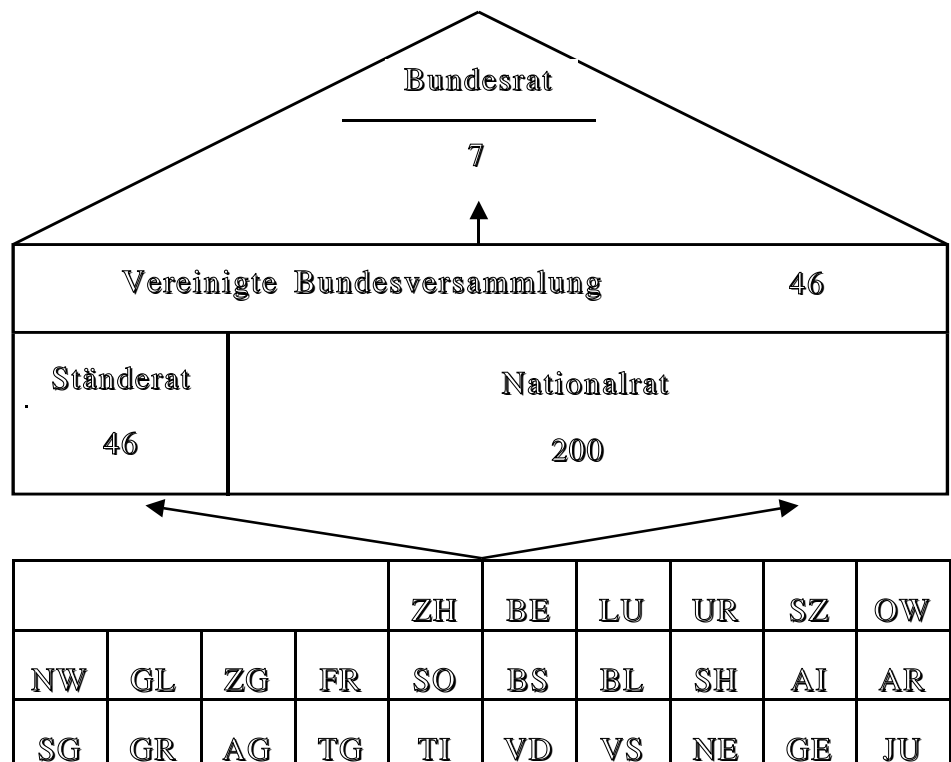 Bundesrat
7
Vereinigte Bundesversammlung 46
Ständerat
46
Nationalrat
200
ZH BE LU UR SZ OW
NW GL ZG FR SO BS BL SH AI AR
SG GR AG TG TI VD VS NE GE JU